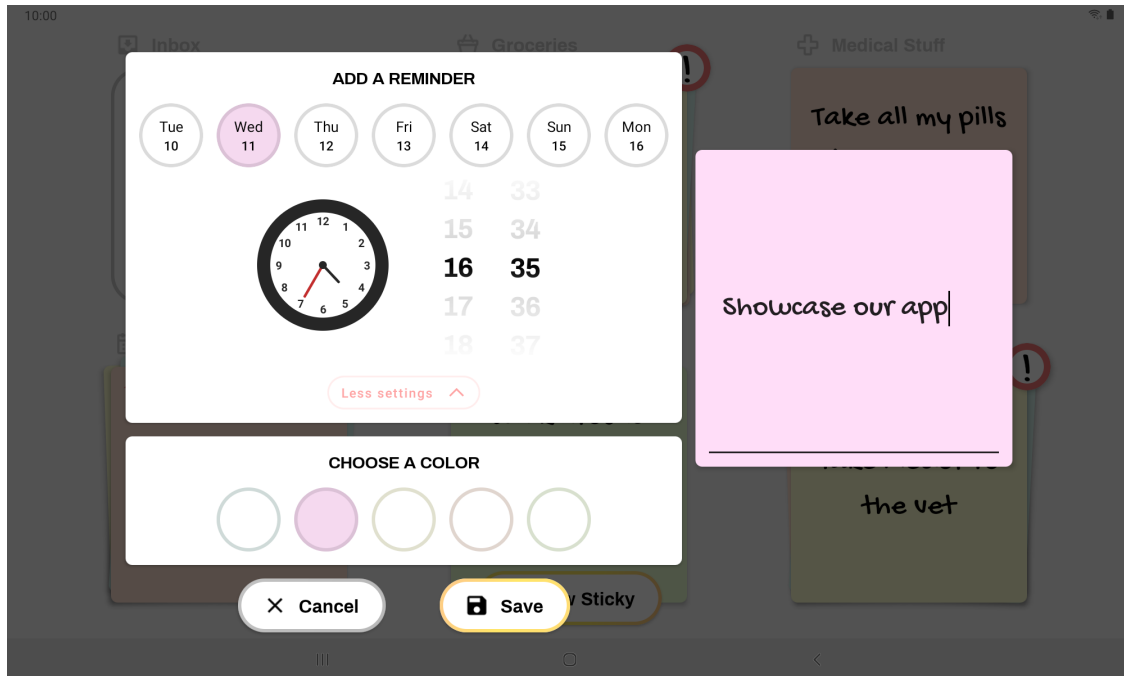 10:00
Inbox
Groceries
Medical Stuff
ADD A REMINDER
Tue 10
Wed 11
Thu 12
Fri 13
Sat 14
Sun 15
Mon 16
12
1
2
3
4
5
6
7
8
9
10
11
14 33
15 34
16 35
17 36
18 37
Less settings
!
Take all my pills
Showcase our app
!
the vet
CHOOSE A COLOR
Cancel
Save
Sticky